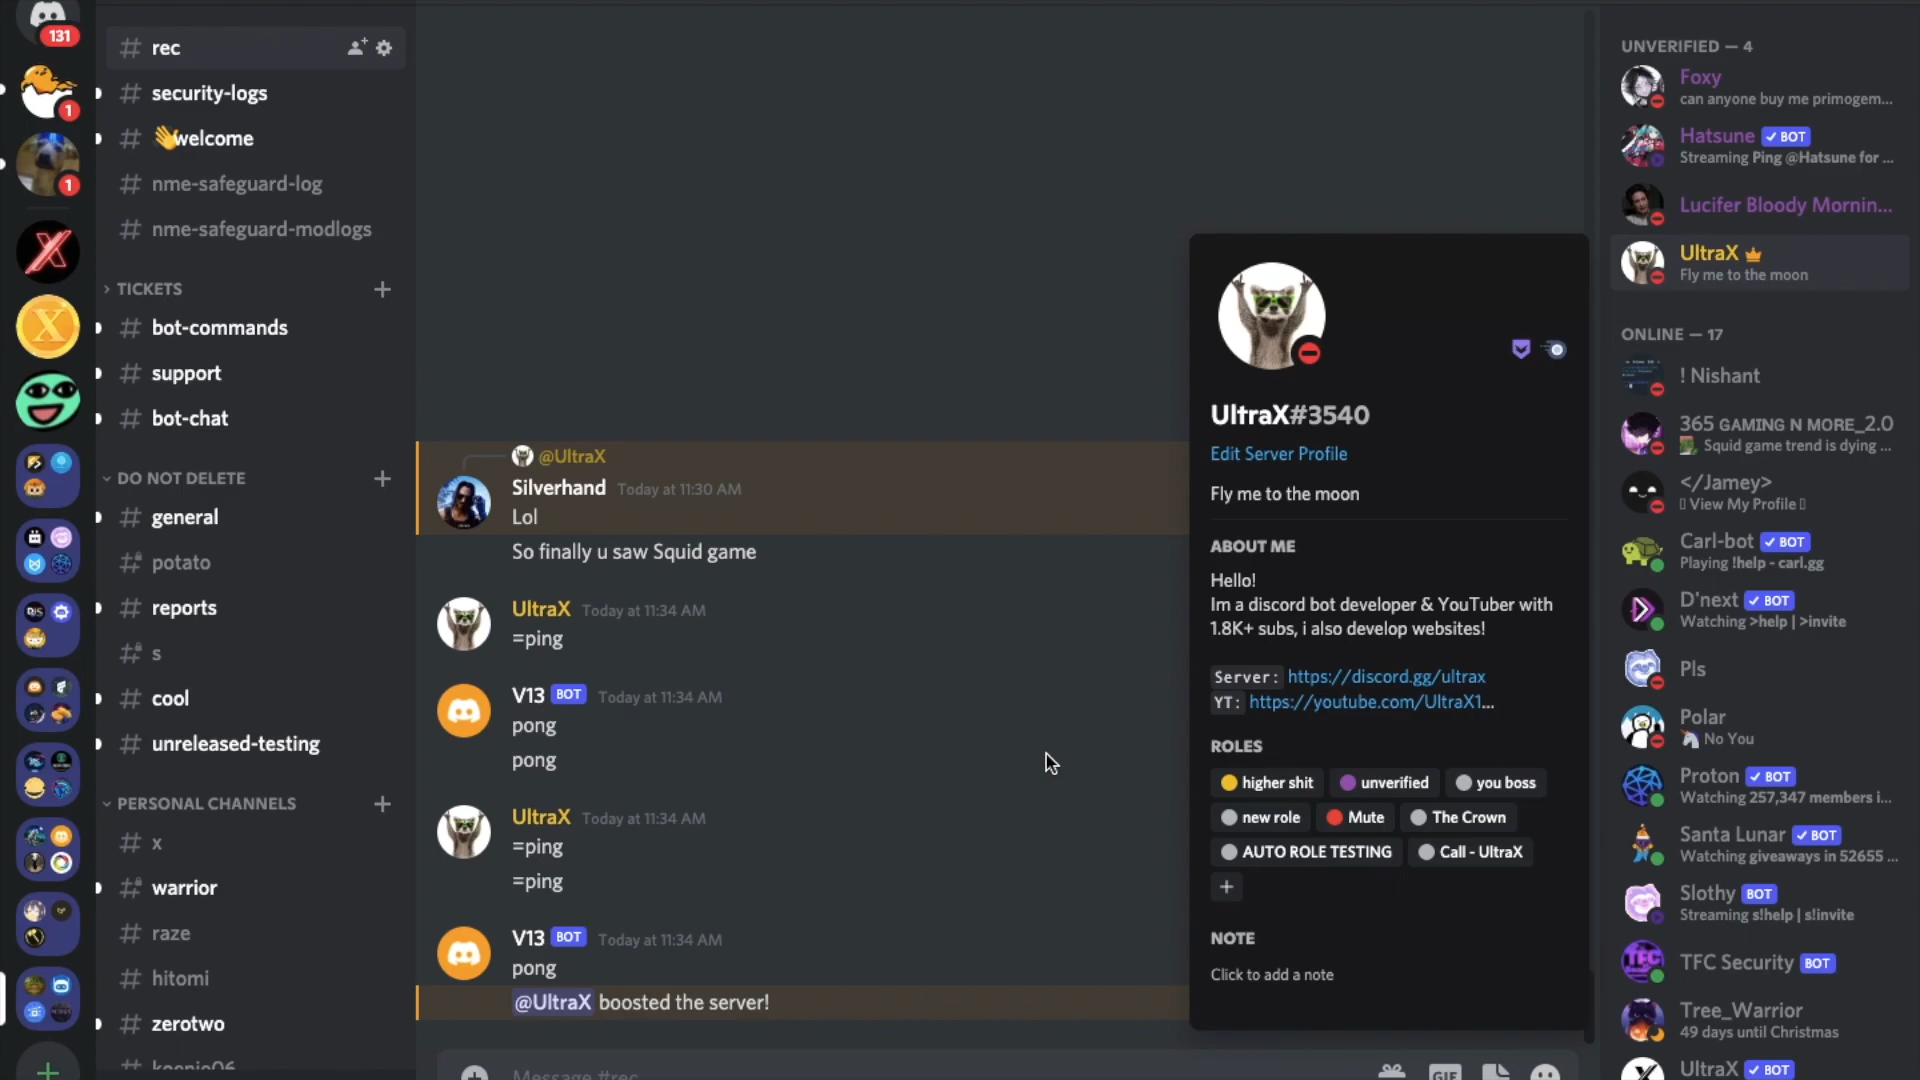 131
rec
security-logs
1
👋welcome
1
nme-safeguard-log
nme-safeguard-modlogs
TICKETS
bot-commands
support
bot-chat
DO NOT DELETE
general
potato
reports
s
cool
unreleased-testing
PERSONAL CHANNELS
x
warrior
raze
hitomi
zerotwo
@UltraX
Silverhand Today at 11:30 AM
Lol
So finally u saw Squid game
UltraX Today at 11:34 AM
=ping
V13 BOT Today at 11:34 AM
pong
pong
UltraX Today at 11:34 AM
=ping
=ping
V13 BOT Today at 11:34 AM
pong
@UltraX boosted the server!
Message #rec
GIF
UltraX#3540
Edit Server Profile
Fly me to the moon
ABOUT ME
Hello!
Im a discord bot developer & YouTuber with
1.8K+ subs, i also develop websites!
Server: https://discord.gg/ultrax
YT: https://youtube.com/UltraX1...
ROLES
higher shit unverified you boss
new role Mute The Crown
AUTO ROLE TESTING Call - UltraX
NOTE
Click to add a note
UNVERIFIED — 4
Foxy
can anyone buy me primogem...
Hatsune BOT
Streaming Ping @Hatsune for ...
Lucifer Bloody Mornin...
UltraX
Fly me to the moon
ONLINE — 17
! Nishant
365 ɢᴀᴍɪɴɢ ɴ ᴍᴏʀᴇ_2.0
Squid game trend is dying ...
</Jamey>
View My Profile
Carl-bot BOT
Playing !help - carl.gg
D'next BOT
Watching >help | >invite
Pls
Polar
No You
Proton BOT
Watching 257,347 members i...
Santa Lunar BOT
Watching giveaways in 52655 ...
Slothy BOT
Streaming s!help | s!invite
TFC Security BOT
Tree_Warrior
49 days until Christmas
UltraX BOT